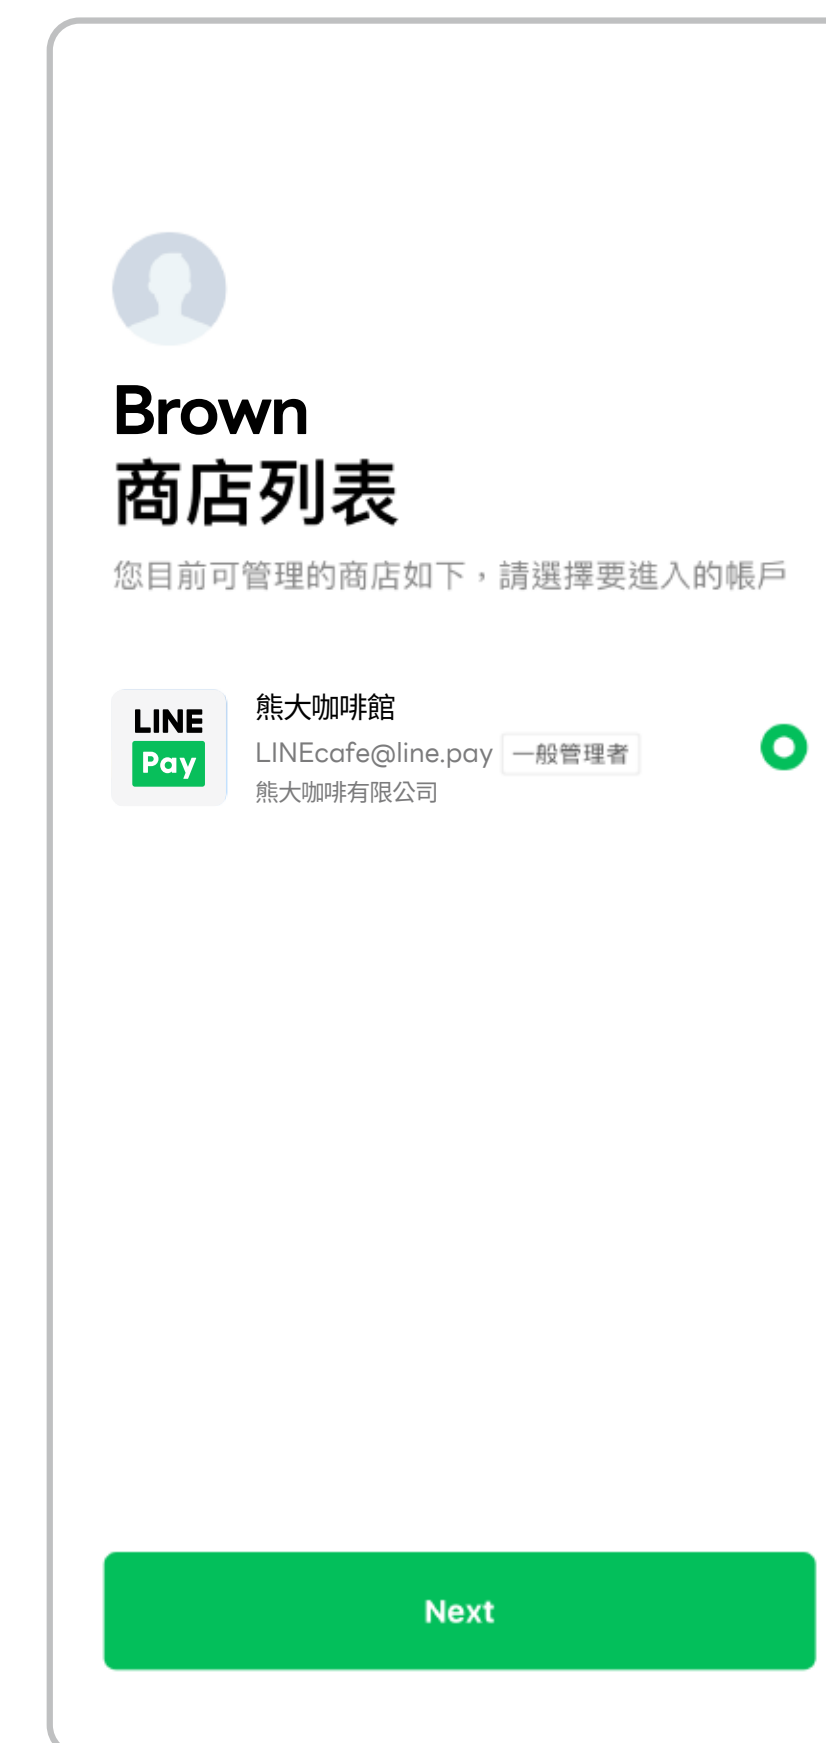 Brown
商店列表
您目前可管理的商店如下，請選擇要進入的帳戶
LINE
Pay
熊大咖啡館
LINEcafe@line.pay 一般管理者
熊大咖啡有限公司
Next